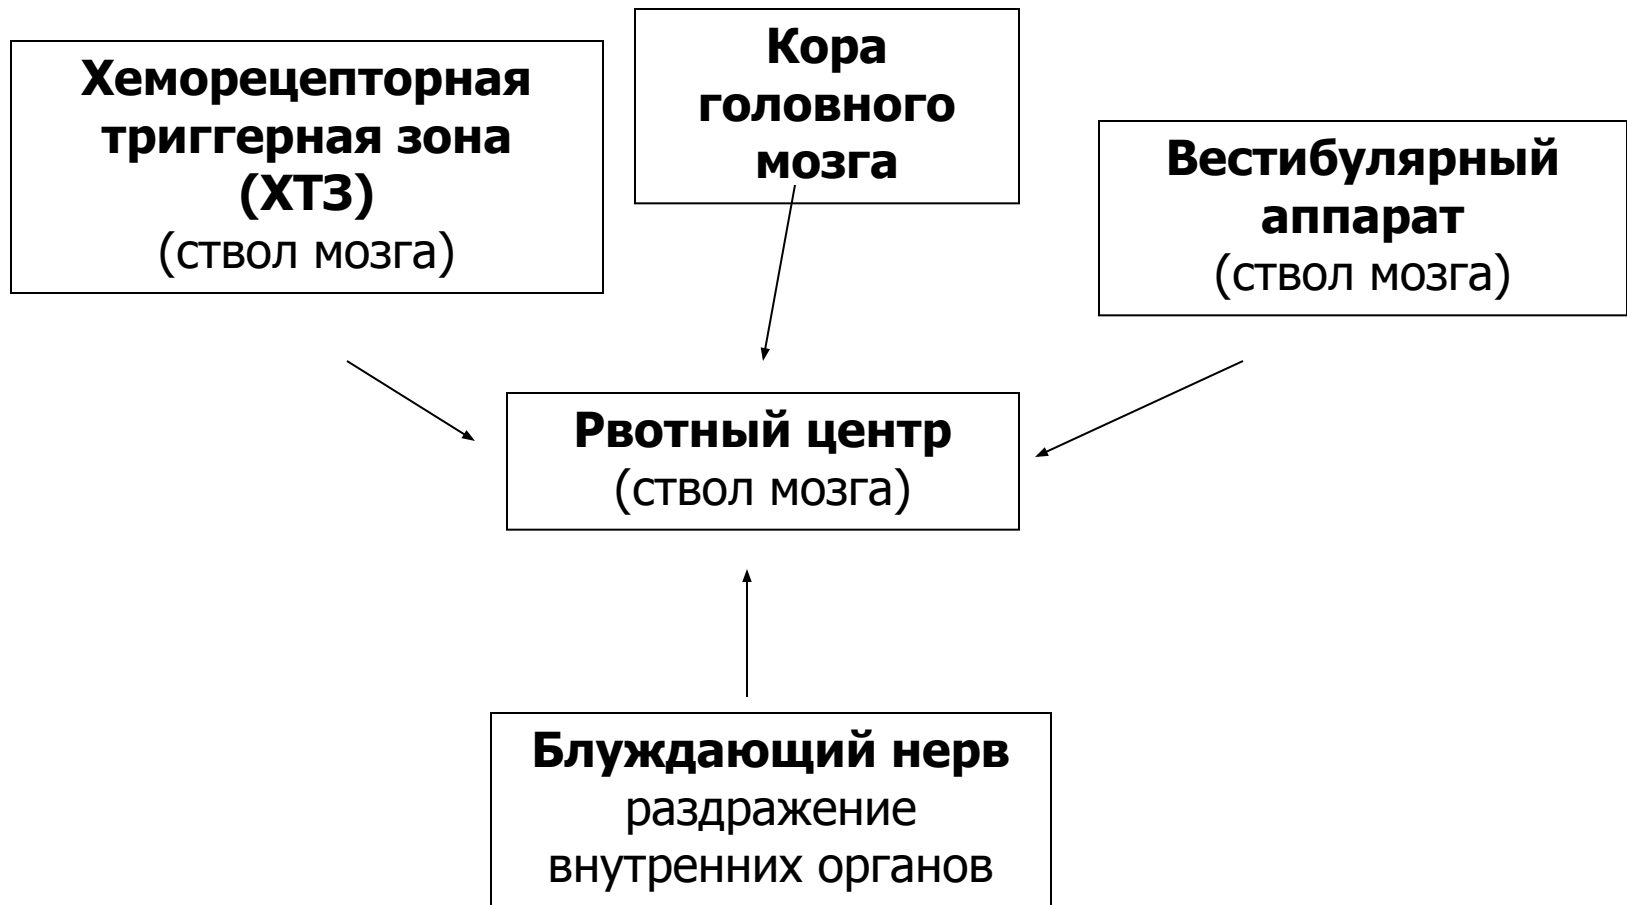 Хеморецепторная
триггерная зона
(ХТЗ)
(ствол мозга)
Кора
головного
мозга
Вестибулярный
аппарат
(ствол мозга)
Рвотный центр
(ствол мозга)
Блуждающий нерв
раздражение
внутренних органов